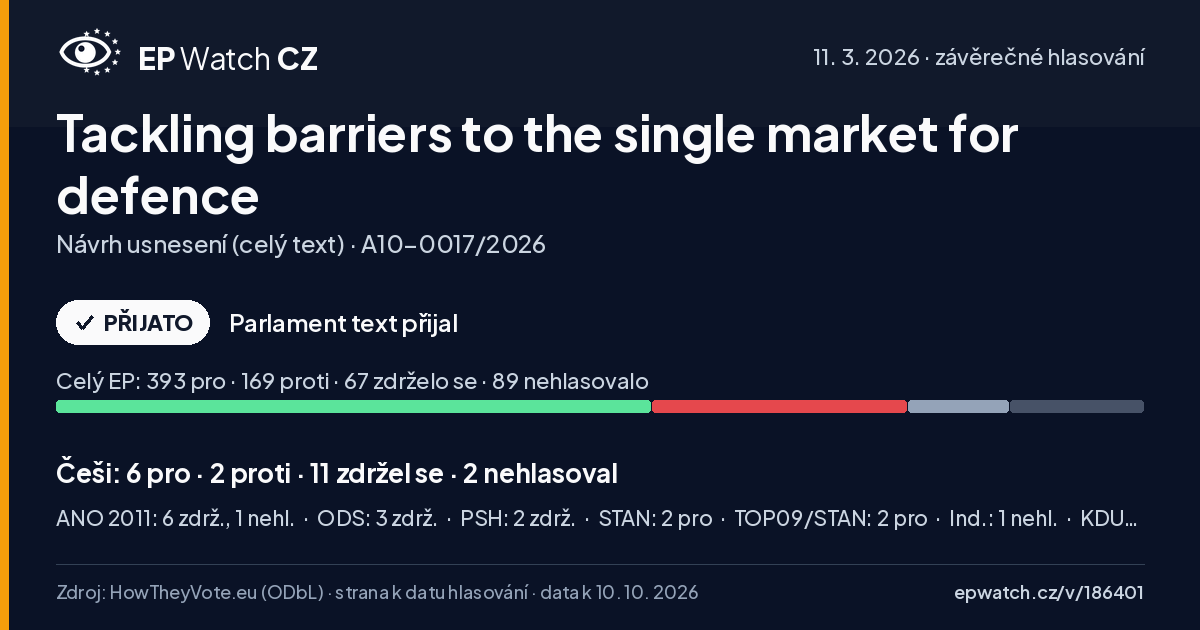 EP Watch CZ
11. 3. 2026 · závěrečné hlasování
Tackling barriers to the single market for
defence
Návrh usnesení (celý text) · A10–0017/2026
✓ PŘIJATO
Parlament text přijal
Celý EP: 393 pro · 169 proti · 67 zdrželo se · 89 nehlasovalo
Češi: 6 pro · 2 proti · 11 zdržel se · 2 nehlasoval
ANO 2011: 6 zdrž., 1 nehl. · ODS: 3 zdrž. · PSH: 2 zdrž. · STAN: 2 pro · TOP09/STAN: 2 pro · Ind.: 1 nehl. · KDU…
Zdroj: HowTheyVote.eu (ODbL) · strana k datu hlasování · data k 10. 10. 2026
epwatch.cz/v/186401